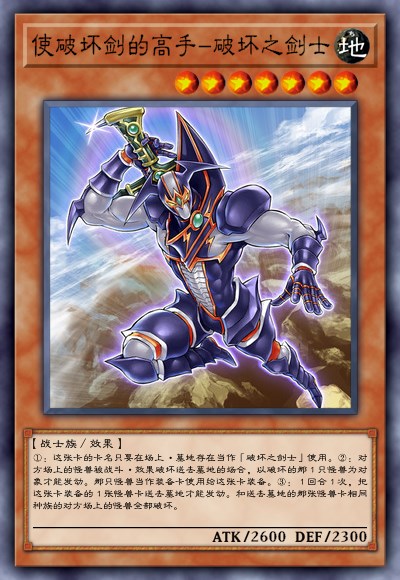 使破坏剑的高手－破坏之剑士
地
【战士族／效果】
①：这张卡的卡名只要在场上・墓地存在当作「破坏之剑士」使用。②：对
方场上的怪兽被战斗・效果破坏送去墓地的场合，以破坏的那1只怪兽为对
象才能发动。那只怪兽当作装备卡使用给这张卡装备。③：1回合1次，把
这张卡装备的1张怪兽卡送去墓地才能发动。和送去墓地的那张怪兽卡相同
种族的对方场上的怪兽全部破坏。
ATK/2600 DEF/2300